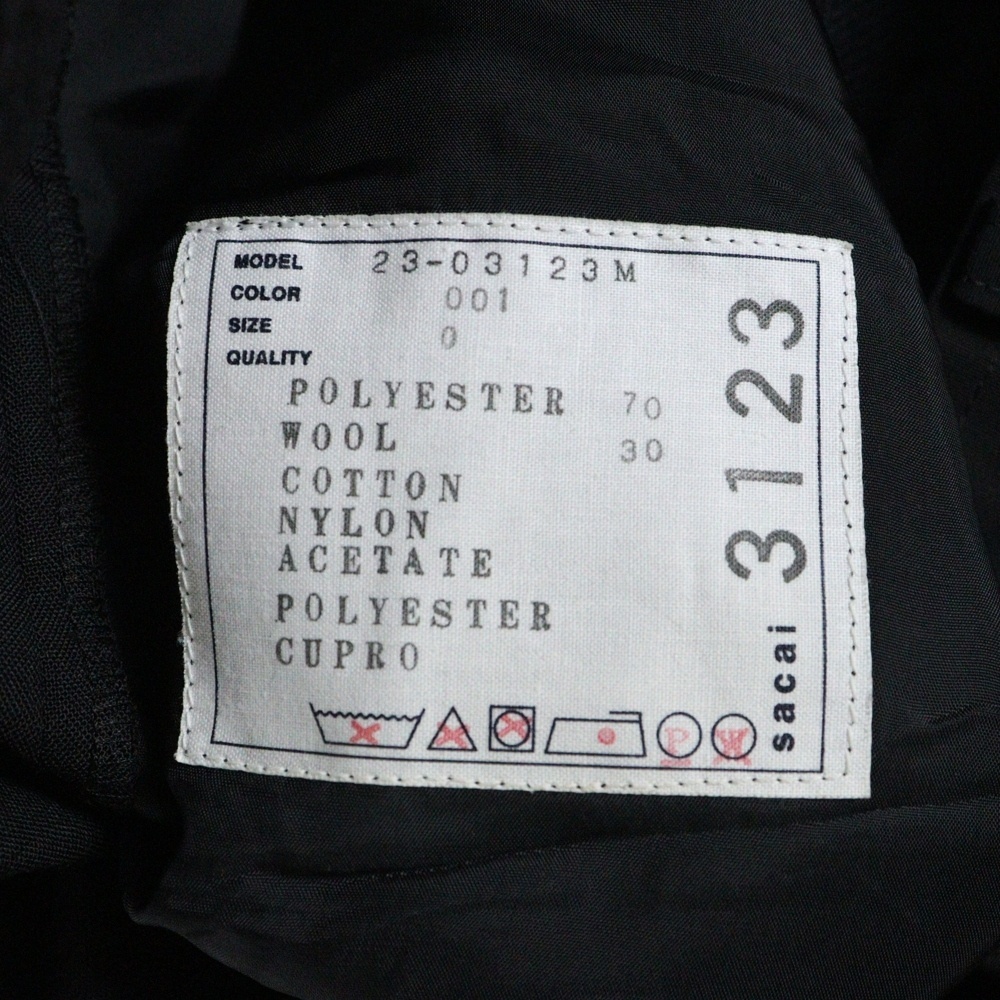 MODEL 23-03123M
COLOR 001
SIZE 0
QUALITY
POLYESTER 70
WOOL 30
COTTON
NYLON
ACETATE
POLYESTER
CUPRO
P W
sacai 3123